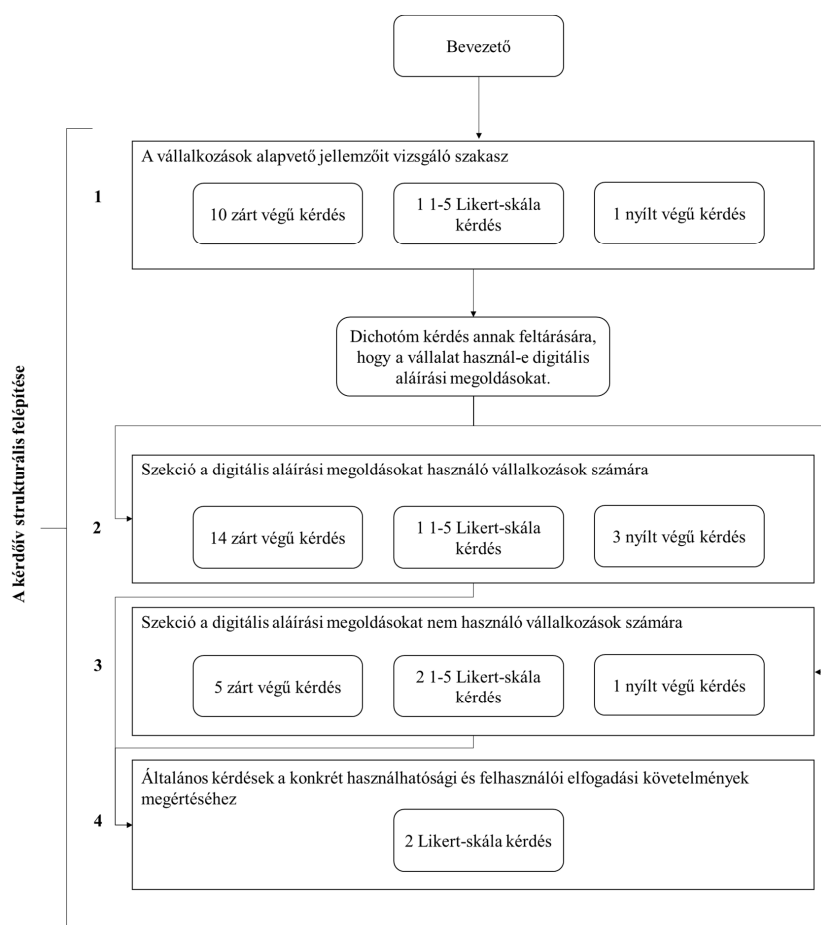 Bevezető
A kérdőív strukturális felépítése
1
A vállalkozások alapvető jellemzőit vizsgáló szakasz
10 zárt végű kérdés
1 1-5 Likert-skála
kérdés
1 nyílt végű kérdés
Dichotóm kérdés annak feltárására,
hogy a vállalat használ-e digitális
aláírási megoldásokat.
2
Szekció a digitális aláírási megoldásokat használó vállalkozások számára
14 zárt végű kérdés
1 1-5 Likert-skála
kérdés
3 nyílt végű kérdés
3
Szekció a digitális aláírási megoldásokat nem használó vállalkozások számára
5 zárt végű kérdés
2 1-5 Likert-skála
kérdés
1 nyílt végű kérdés
4
Általános kérdések a konkrét használhatósági és felhasználói elfogadási követelmények
megértéséhez
2 Likert-skála kérdés